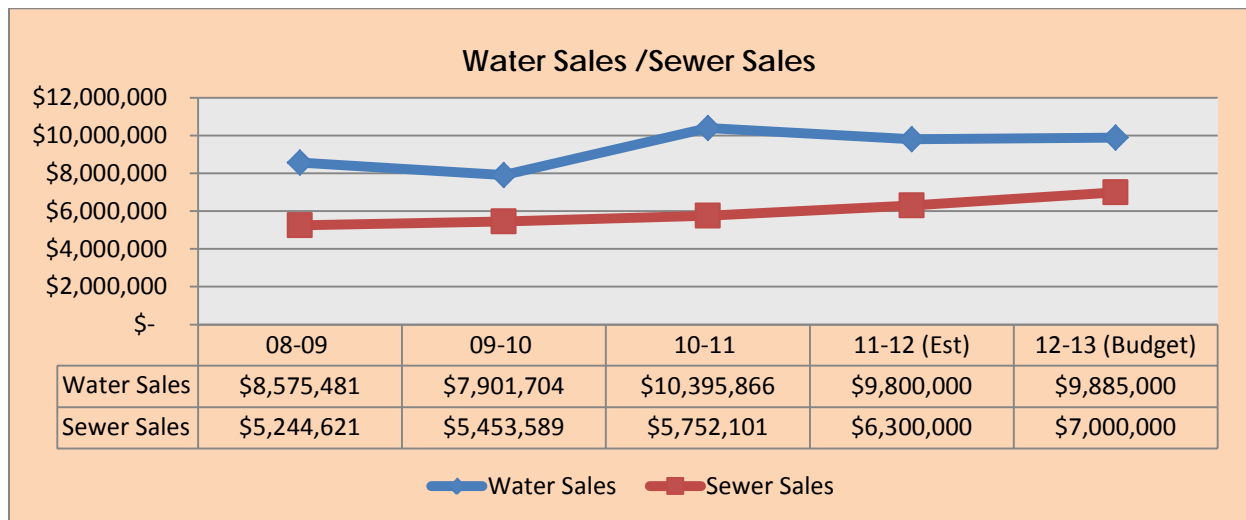 Water Sales /Sewer Sales
$12,000,000
$10,000,000
$8,000,000
$6,000,000
$4,000,000
$2,000,000
$-
08-09 09-10 10-11 11-12 (Est) 12-13 (Budget)
Water Sales $8,575,481 $7,901,704 $10,395,866 $9,800,000 $9,885,000
Sewer Sales $5,244,621 $5,453,589 $5,752,101 $6,300,000 $7,000,000
Water Sales Sewer Sales